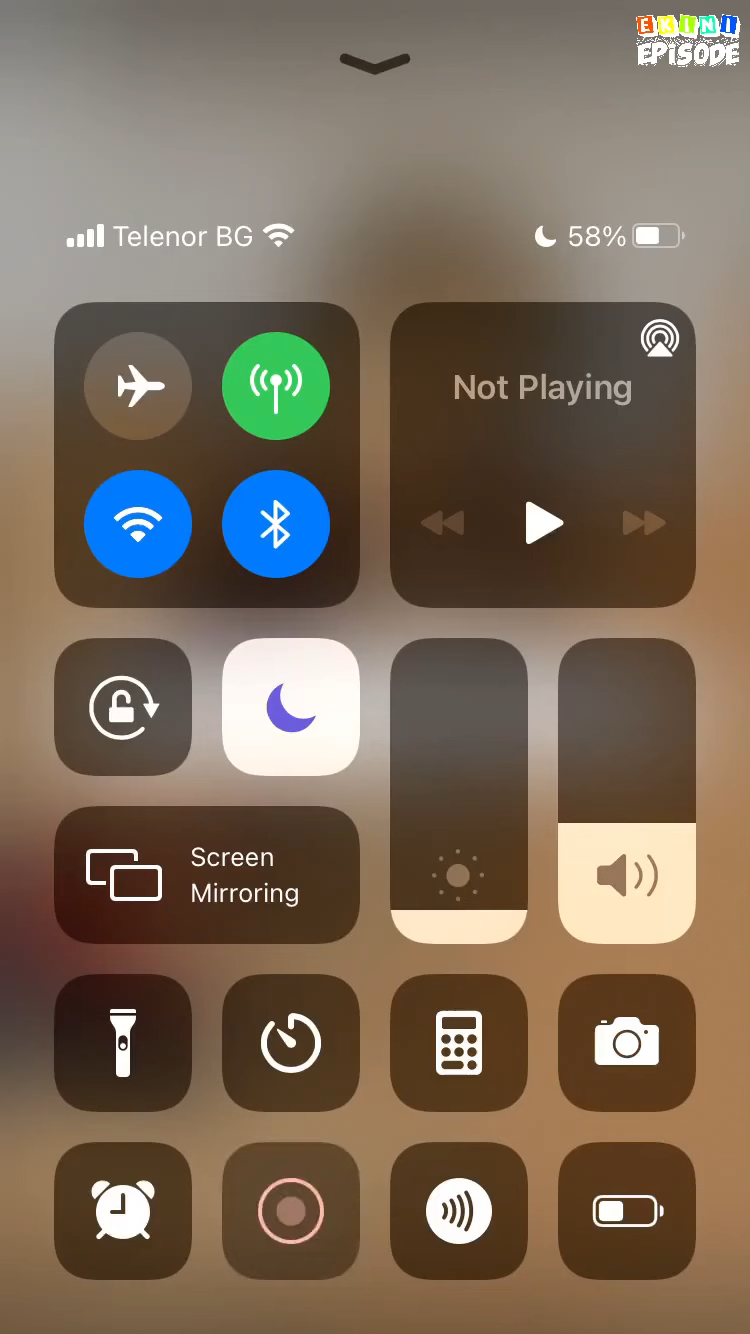 EKINI
EPISODE
Telenor BG
58%
Not Playing
Screen
Mirroring